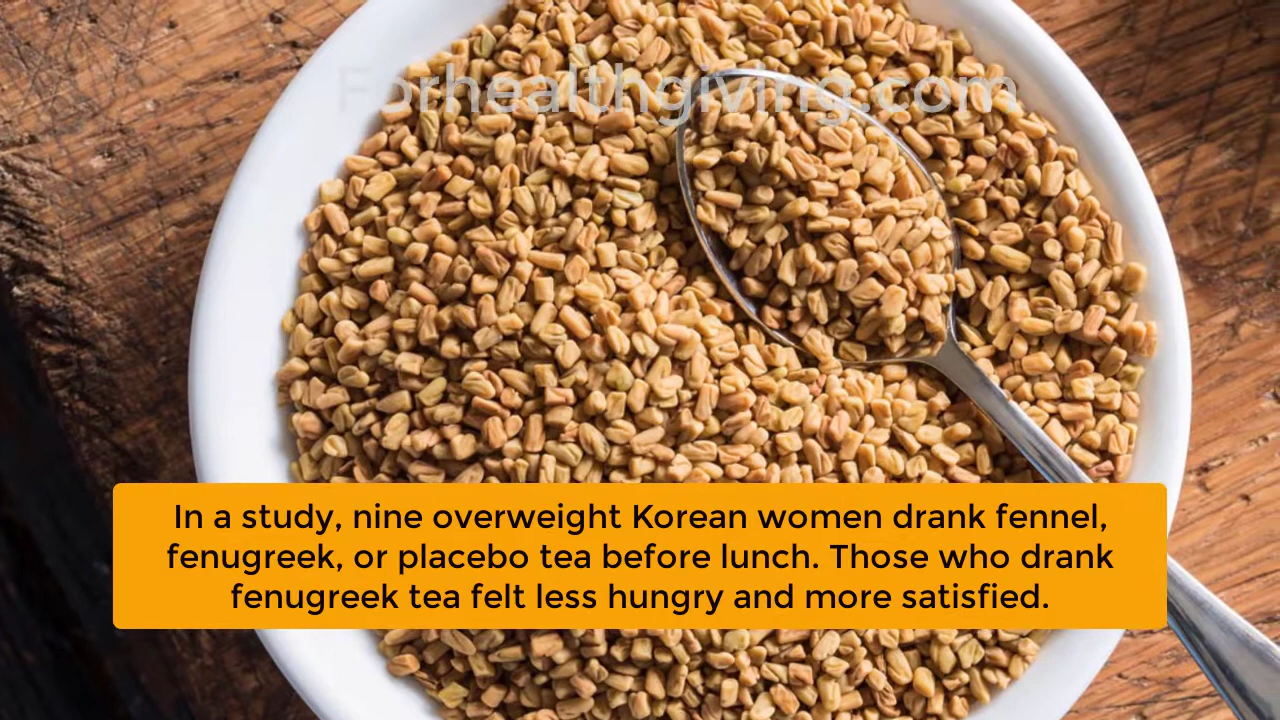 Forhealthgiving.com
In a study, nine overweight Korean women drank fennel,
fenugreek, or placebo tea before lunch. Those who drank
fenugreek tea felt less hungry and more satisfied.